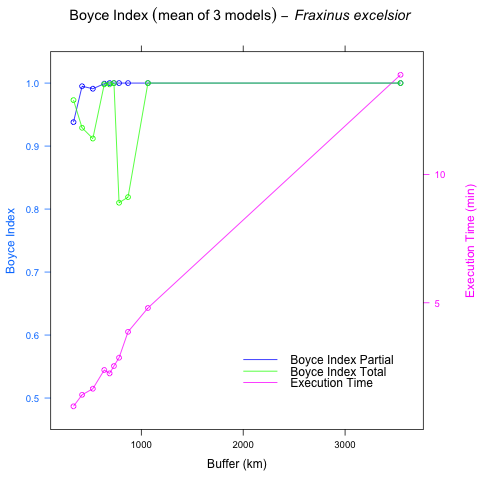 Boyce Index (mean of 3 models) – Fraxinus excelsior
1.0
0.9
0.8
0.7
0.6
0.5
Boyce Index
10
5
Execution Time (min)
Boyce Index Partial
Boyce Index Total
Execution Time
1000
2000
3000
Buffer (km)